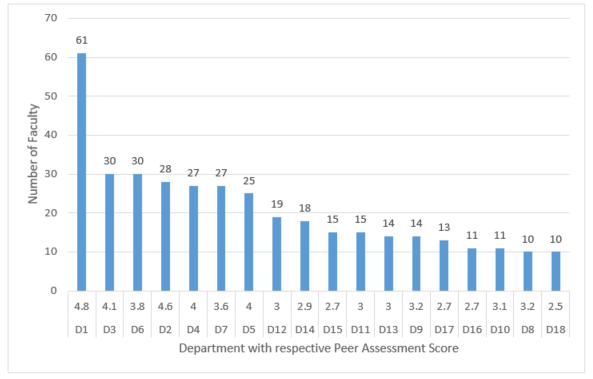 70
60
50
40
30
20
10
0
Number of Faculty
61 30 30 28 27 27 25 19 18 15 15 14 14 13 11 11 10 10
4.8 4.1 3.8 4.6 4 3.6 4 3 2.9 2.7 3 3 3.2 2.7 2.7 3.1 3.2 2.5
D1 D3 D6 D2 D4 D7 D5 D12 D14 D15 D11 D13 D9 D17 D16 D10 D8 D18
Department with respective Peer Assessment Score